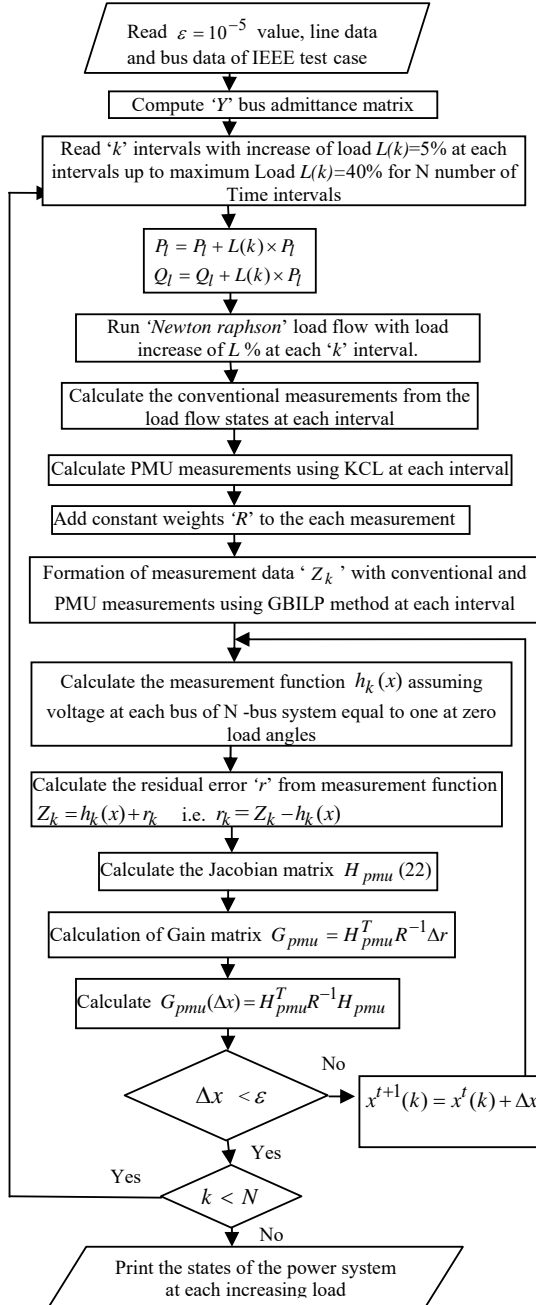 Read ε = 10⁻⁵ value, line data
and bus data of IEEE test case
Compute ‘Y’ bus admittance matrix
Read ‘k’ intervals with increase of load L(k)=5% at each
intervals up to maximum Load L(k)=40% for N number of
Time intervals
P_l = P_l + L(k) × P_l
Q_l = Q_l + L(k) × P_l
Run ‘Newton raphson’ load flow with load
increase of L % at each ‘k’ interval.
Calculate the conventional measurements from the
load flow states at each interval
Calculate PMU measurements using KCL at each interval
Add constant weights ‘R’ to the each measurement
Formation of measurement data ‘ Z_k ’ with conventional and
PMU measurements using GBILP method at each interval
Calculate the measurement function h_k(x) assuming
voltage at each bus of N -bus system equal to one at zero
load angles
Calculate the residual error ‘r’ from measurement function
Z_k = h_k(x) + r_k i.e. r_k = Z_k − h_k(x)
Calculate the Jacobian matrix H_pmu (22)
Calculation of Gain matrix G_pmu = H_pmu^T R⁻¹ Δr
Calculate G_pmu(Δx) = H_pmu^T R⁻¹ H_pmu
Δx < ε
No
x^{t+1}(k) = x^t(k) + Δx
Yes
Yes
k < N
No
Print the states of the power system
at each increasing load